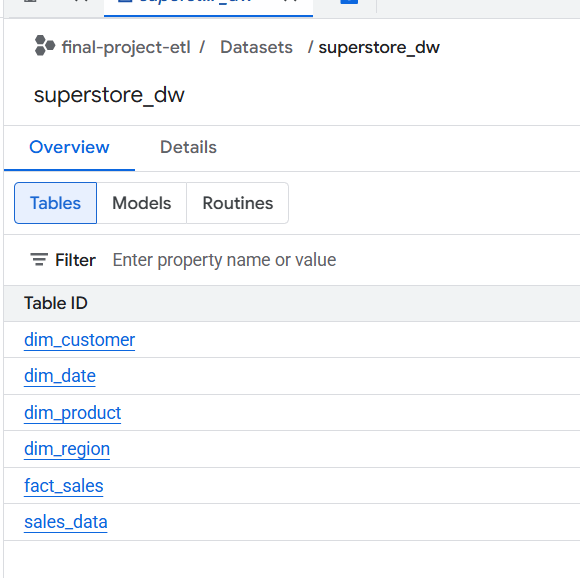 final-project-etl / Datasets / superstore_dw
superstore_dw
Overview Details
Tables Models Routines
Filter Enter property name or value
Table ID
dim_customer
dim_date
dim_product
dim_region
fact_sales
sales_data